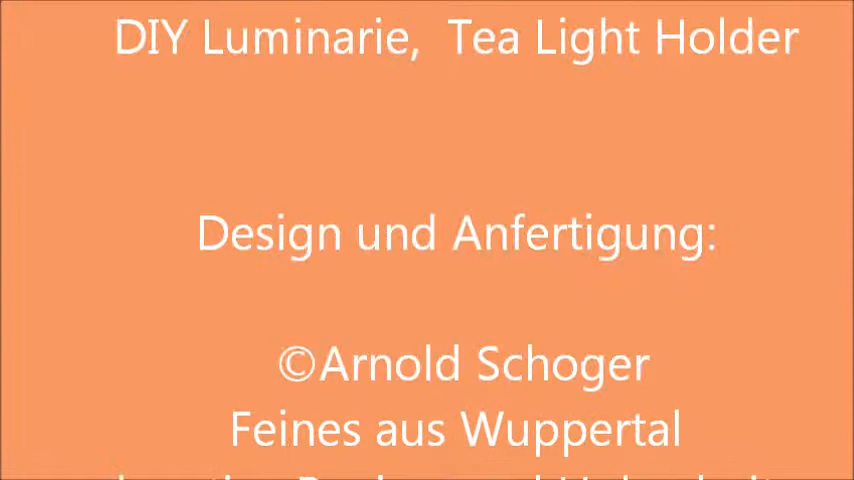 DIY Luminarie, Tea Light Holder
Design und Anfertigung:
©Arnold Schoger
Feines aus Wuppertal